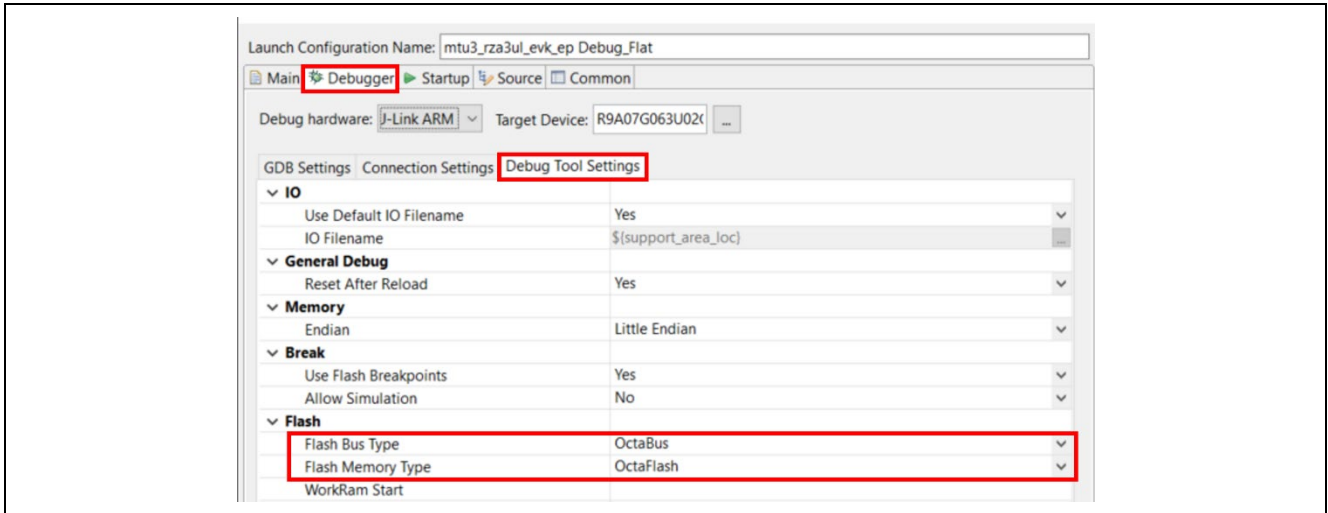 Launch Configuration Name: mtu3_rza3ul_evk_ep Debug_Flat
Main Debugger Startup Source Common
Debug hardware: J-Link ARM Target Device: R9A07G063U02( ...
GDB Settings Connection Settings Debug Tool Settings
IO
Use Default IO Filename Yes
IO Filename ${support_area_loc} ...
General Debug
Reset After Reload Yes
Memory
Endian Little Endian
Break
Use Flash Breakpoints Yes
Allow Simulation No
Flash
Flash Bus Type OctaBus
Flash Memory Type OctaFlash
WorkRam Start